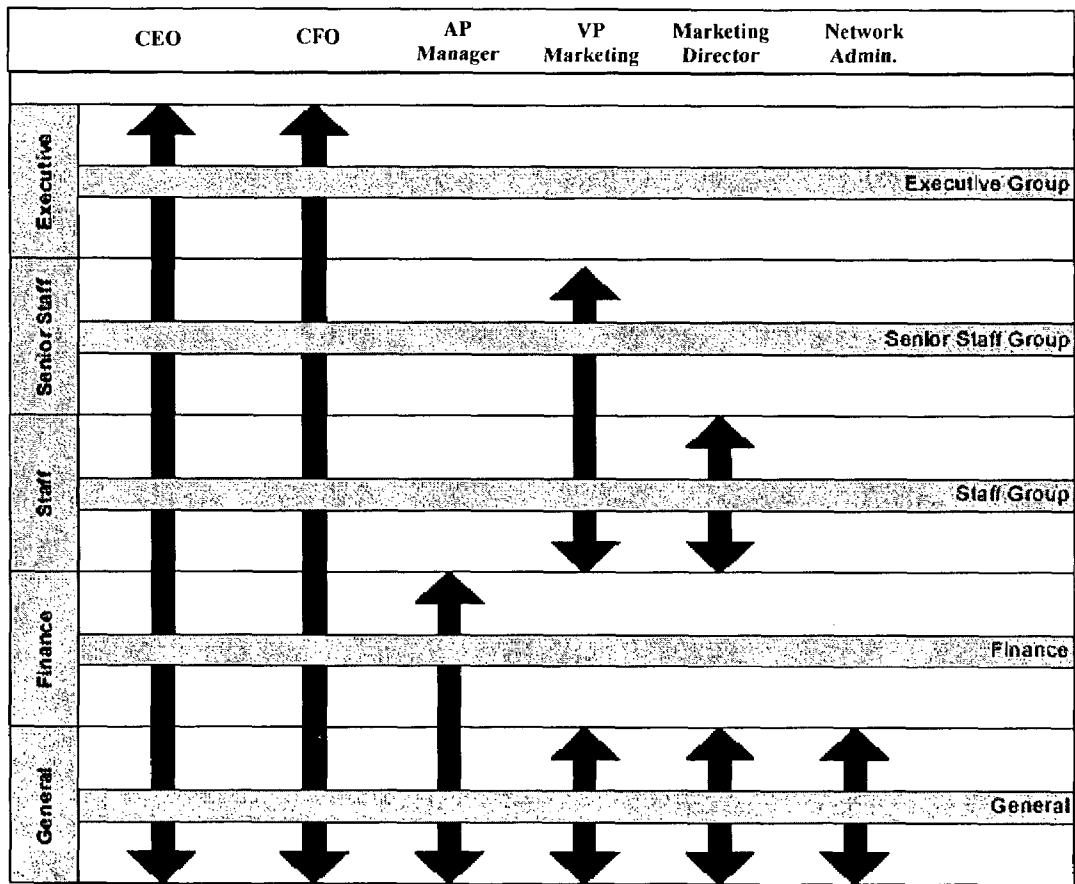 CEO
CFO
AP
Manager
VP
Marketing
Marketing
Director
Network
Admin.
Executive
Executive Group
Senior Staff
Senior Staff Group
Staff
Staff Group
Finance
Finance
General
General